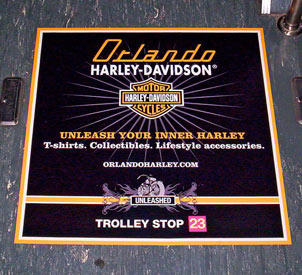 Orlando
HARLEY-DAVIDSON®
MOTOR
HARLEY-DAVIDSON
CYCLES
UNLEASH YOUR INNER HARLEY
T-shirts. Collectibles. Lifestyle accessories.
ORLANDOHARLEY.COM
UNLEASHED
TROLLEY STOP 23